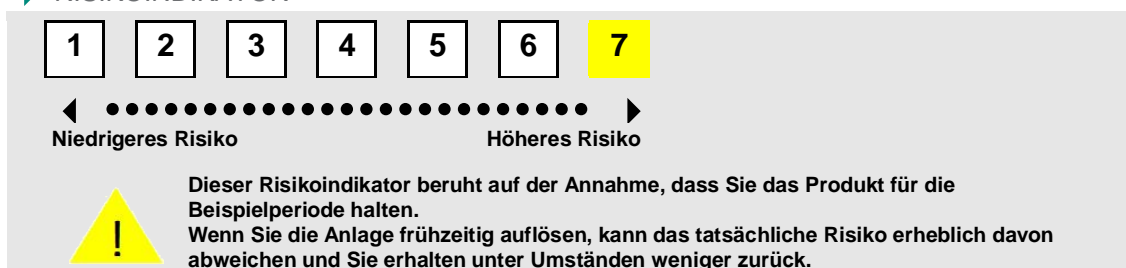 1 2 3 4 5 6 7
Niedrigeres Risiko Höheres Risiko
!
Dieser Risikoindikator beruht auf der Annahme, dass Sie das Produkt für die
Beispielperiode halten.
Wenn Sie die Anlage frühzeitig auflösen, kann das tatsächliche Risiko erheblich davon
abweichen und Sie erhalten unter Umständen weniger zurück.